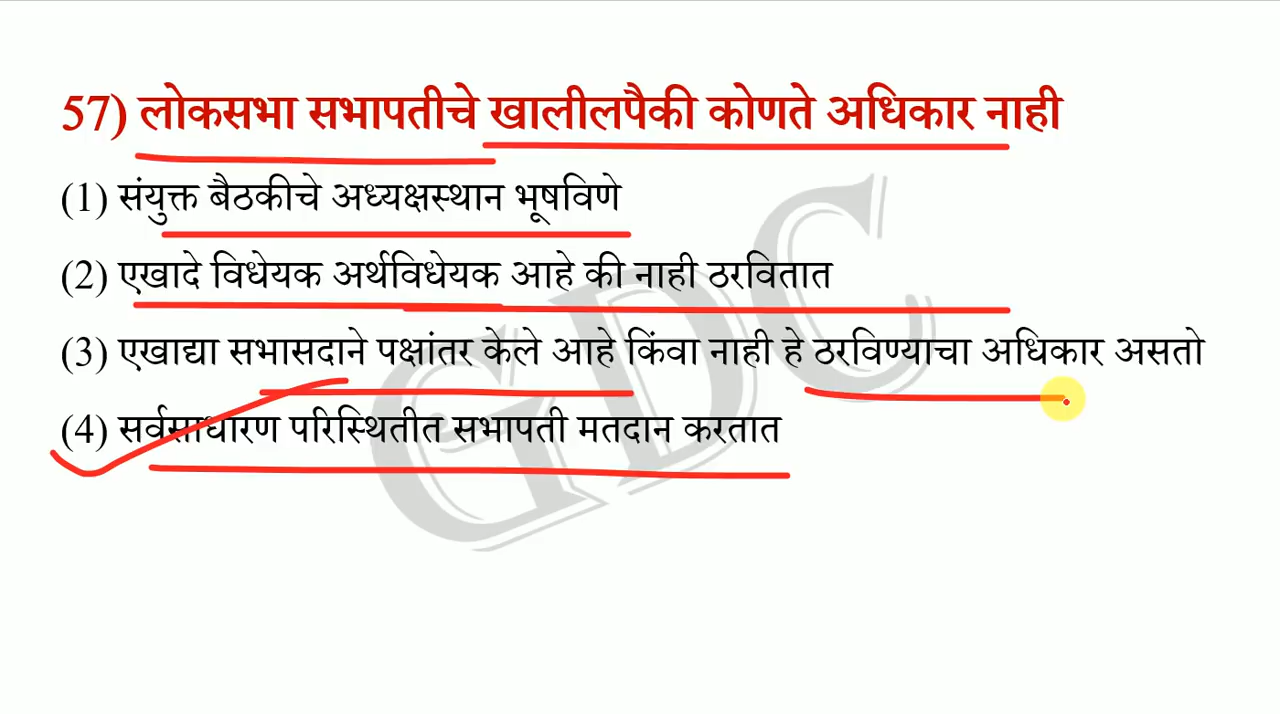 57) लोकसभा सभापतीचे खालीलपैकी कोणते अधिकार नाही
(1) संयुक्त बैठकीचे अध्यक्षस्थान भूषविणे
(2) एखादे विधेयक अर्थविधेयक आहे की नाही ठरवितात
(3) एखाद्या सभासदाने पक्षांतर केले आहे किंवा नाही हे ठरविण्याचा अधिकार असतो
(4) सर्वसाधारण परिस्थितीत सभापती मतदान करतात
GDC